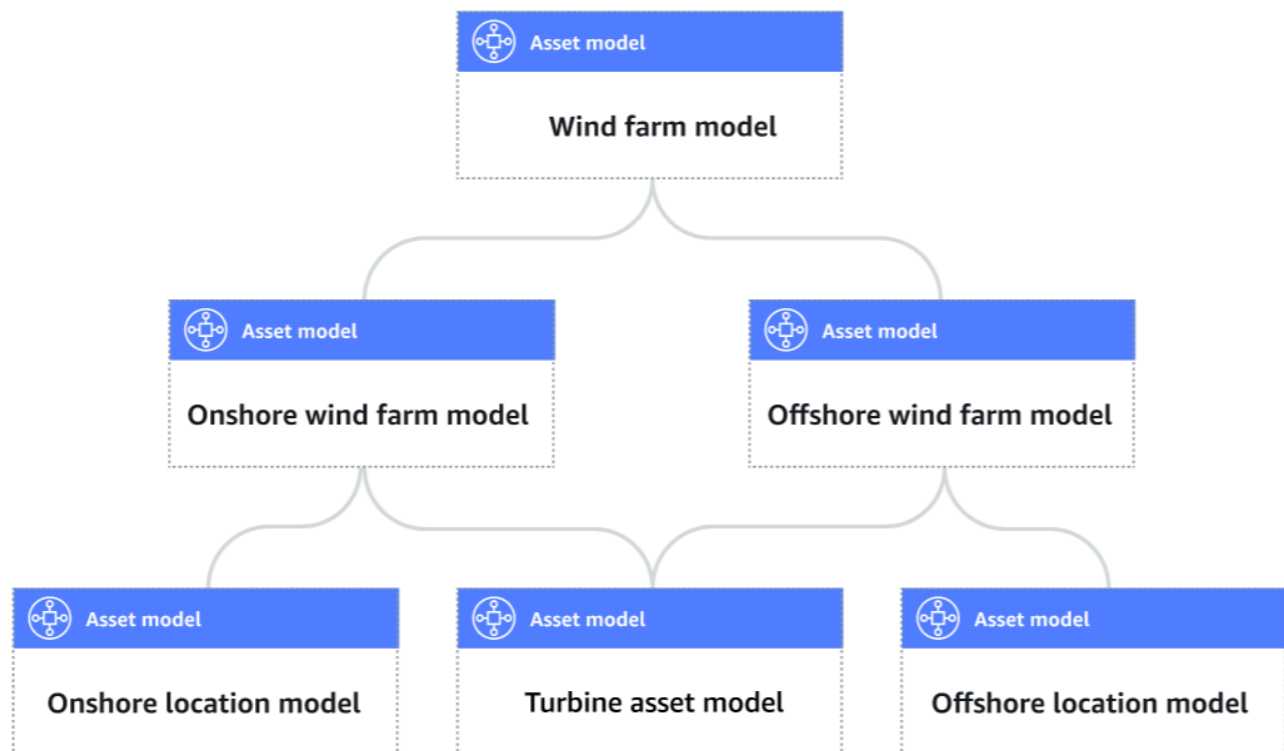 Asset model
Wind farm model
Asset model
Onshore wind farm model
Asset model
Offshore wind farm model
Asset model
Onshore location model
Asset model
Turbine asset model
Asset model
Offshore location model